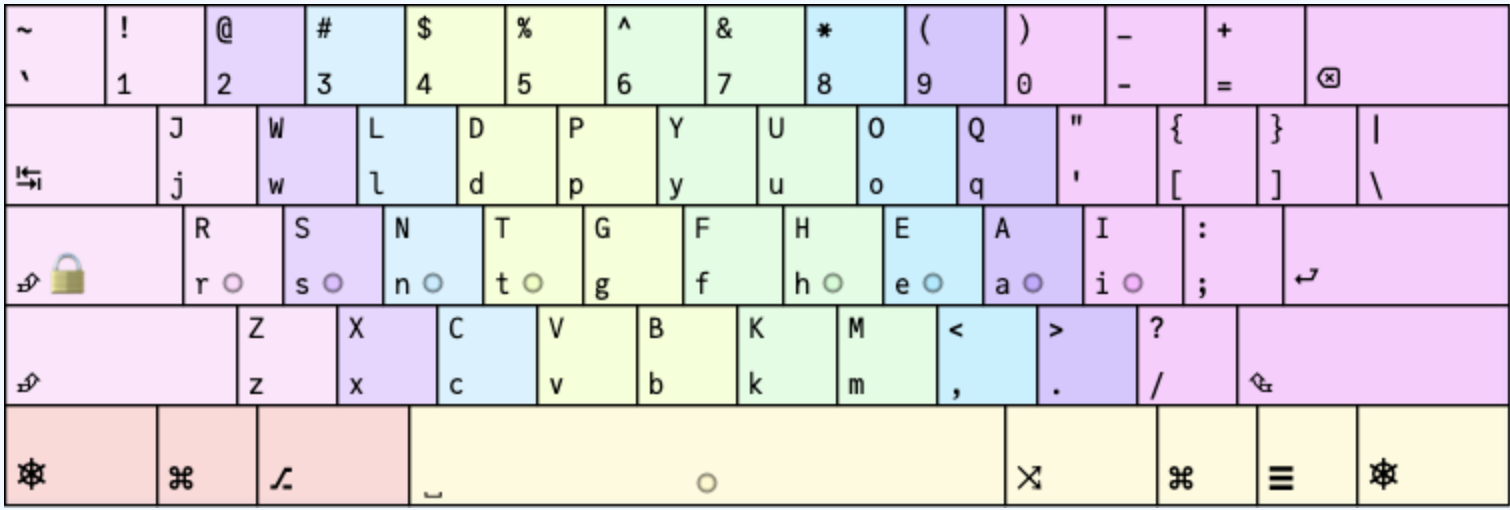 ~ ! @ # $ % ^ & * ( ) _ +
` 1 2 3 4 5 6 7 8 9 0 - =
J W L D P Y U O Q " { } |
j w l d p y u o q ' [ ] \
R S N T G F H E A I :
r s n t g f h e a i ;
Z X C V B K M < > ?
z x c v b k m , . /